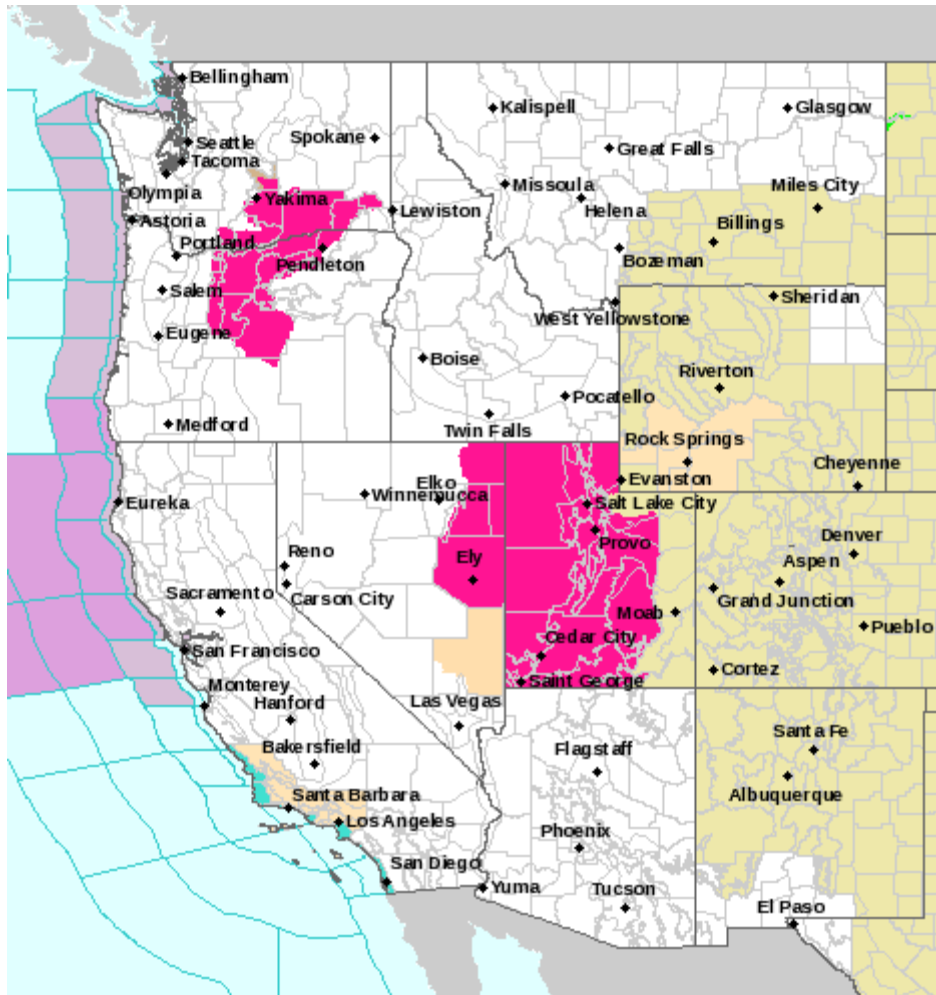 Bellingham
Kalispell
Glasgow
Seattle
Spokane
Great Falls
Tacoma
Missoula
Miles City
Olympia
Yakima
Helena
Lewiston
Astoria
Billings
Portland
Pendleton
Bozeman
Salem
Sheridan
West Yellowstone
Eugene
Boise
Riverton
Pocatello
Medford
Twin Falls
Rock Springs
Cheyenne
Elko
Evanston
Winnemucca
Eureka
Salt Lake City
Denver
Provo
Reno
Ely
Aspen
Sacramento
Carson City
Grand Junction
Moab
Pueblo
Cedar City
San Francisco
Cortez
Saint George
Monterey
Hanford
Las Vegas
Santa Fe
Bakersfield
Flagstaff
Albuquerque
Santa Barbara
Los Angeles
Phoenix
San Diego
Yuma
Tucson
El Paso